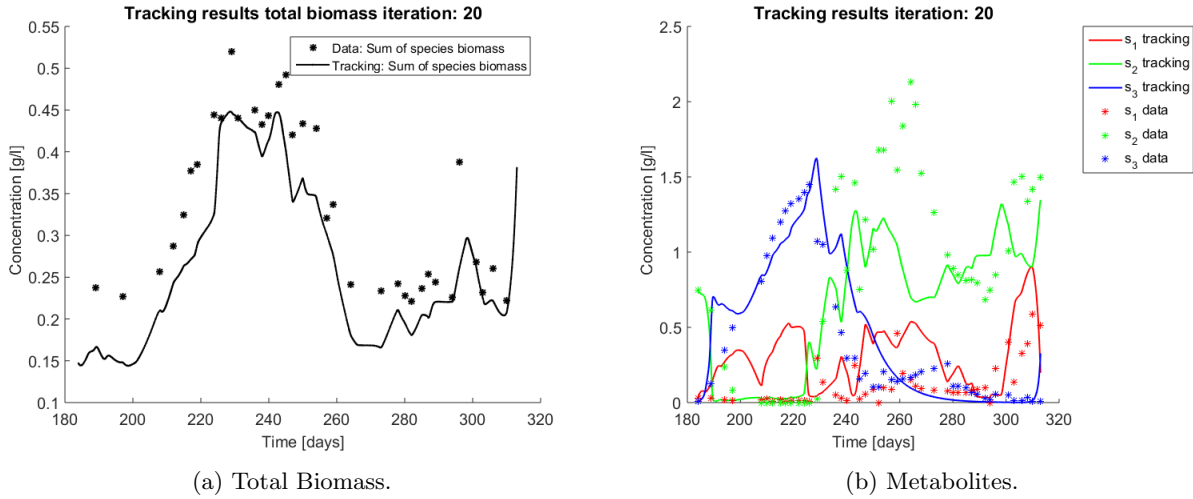 Tracking results total biomass iteration: 20
0.55
0.5
0.45
0.4
0.35
0.3
0.25
0.2
0.15
0.1
Concentration [g/l]
180 200 220 240 260 280 300 320
Time [days]
Data: Sum of species biomass
Tracking: Sum of species biomass
(a) Total Biomass.
Tracking results iteration: 20
2.5
2
1.5
1
0.5
0
Concentration [g/l]
200 220 240 260 280 300 320
180
Time [days]
s1 tracking
s2 tracking
s3 tracking
s1 data
s2 data
s3 data
(b) Metabolites.